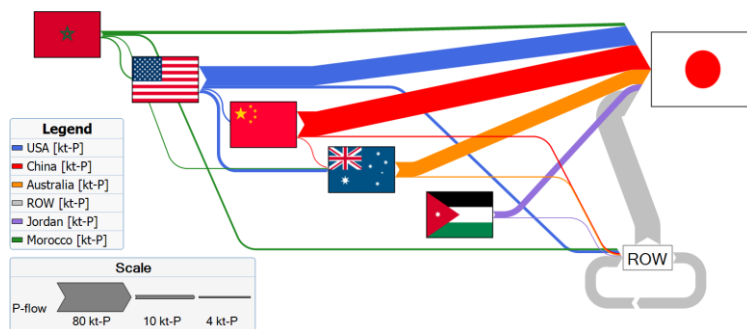 Legend
USA [kt-P]
China [kt-P]
Australia [kt-P]
ROW [kt-P]
Jordan [kt-P]
Morocco [kt-P]
ROW
Scale
P-flow
80 kt-P 10 kt-P 4 kt-P